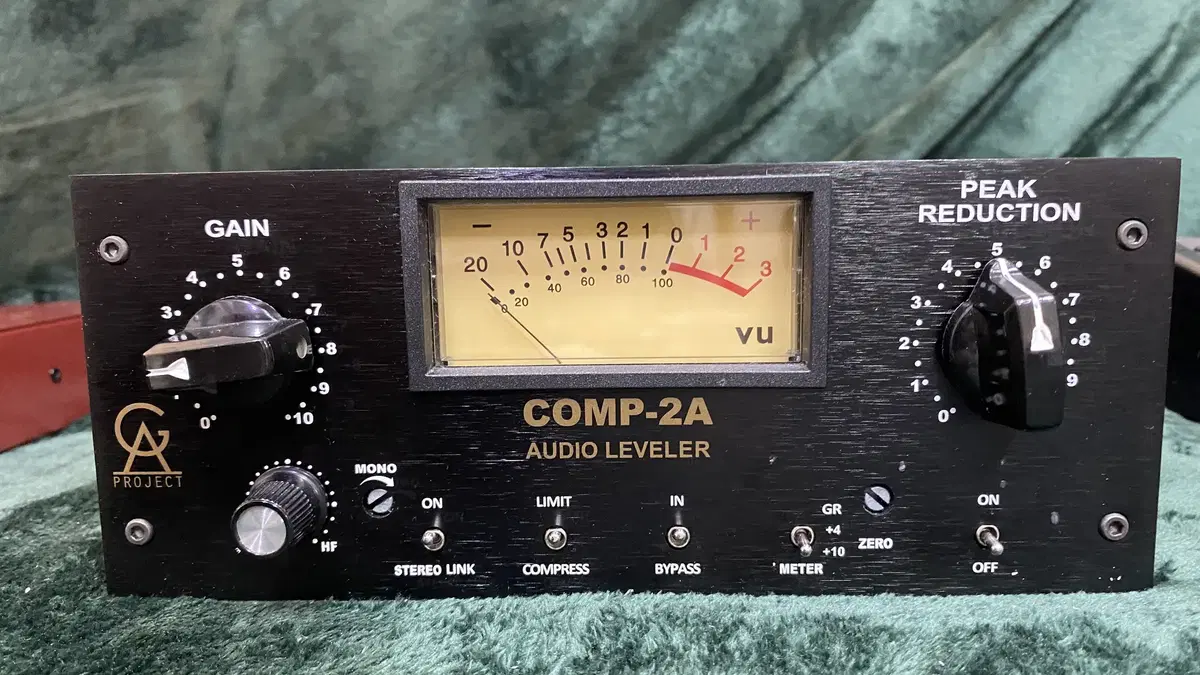 GAIN
0 3 4 5 6 7 8 9 10
− +
20 10 7 5 3 2 1 0 1 2 3
0 20 40 60 80 100
vu
PEAK
REDUCTION
0 1 2 3 4 5 6 7 8 9
COMP-2A
AUDIO LEVELER
GA
PROJECT
HF
MONO
ON
STEREO LINK
LIMIT
COMPRESS
IN
BYPASS
GR
+4
+10
METER
ZERO
ON
OFF